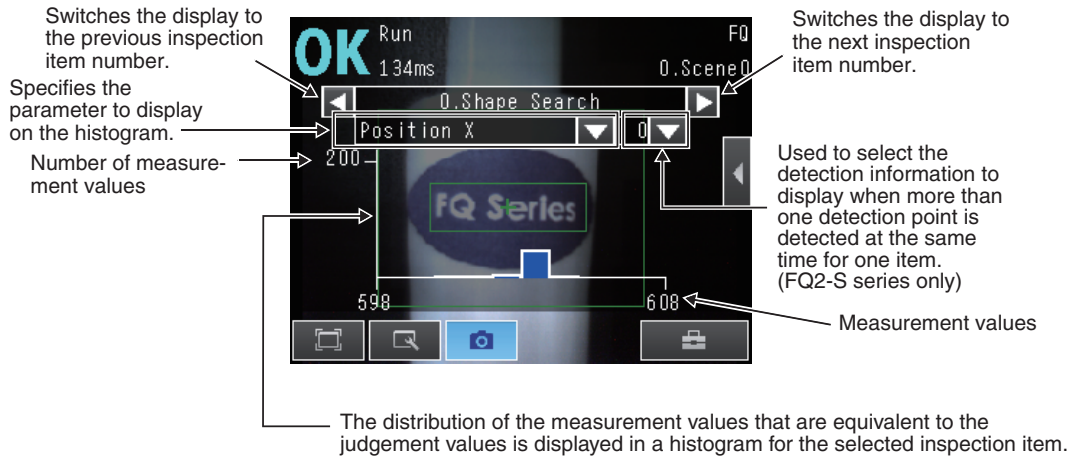 Switches the display to
the previous inspection
item number.
Specifies the
parameter to display
on the histogram.
Number of measure-
ment values
OK
Run
134ms
FQ
0.Scene0
0.Shape Search
Position X
0
200
FQ Series
598
608
Switches the display to
the next inspection
item number.
Used to select the
detection information to
display when more than
one detection point is
detected at the same
time for one item.
(FQ2-S series only)
Measurement values
The distribution of the measurement values that are equivalent to the
judgement values is displayed in a histogram for the selected inspection item.